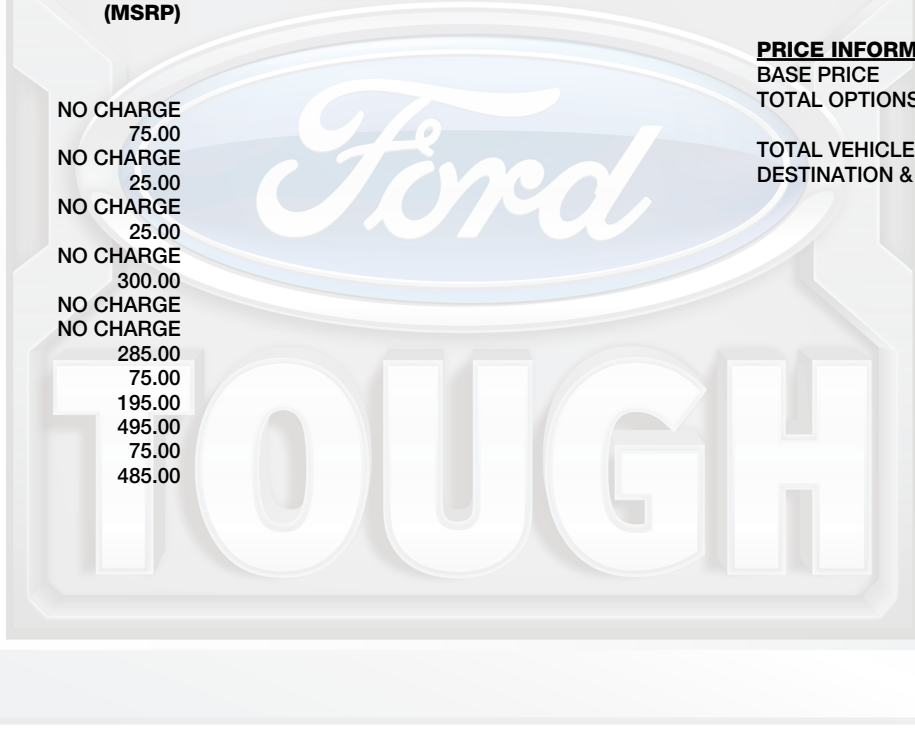 (MSRP)
NO CHARGE
75.00
NO CHARGE
25.00
NO CHARGE
25.00
NO CHARGE
300.00
NO CHARGE
NO CHARGE
285.00
75.00
195.00
495.00
75.00
485.00
PRICE INFORM
BASE PRICE
TOTAL OPTIONS
TOTAL VEHICLE
DESTINATION &
Ford
TOUGH